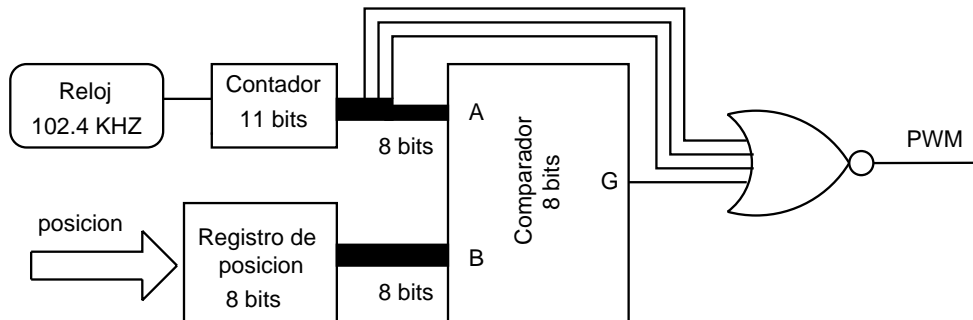 Reloj
102.4 KHZ
Contador
11 bits
8 bits
A
Comparador
8 bits
G
PWM
posicion
Registro de
posicion
8 bits
8 bits
B